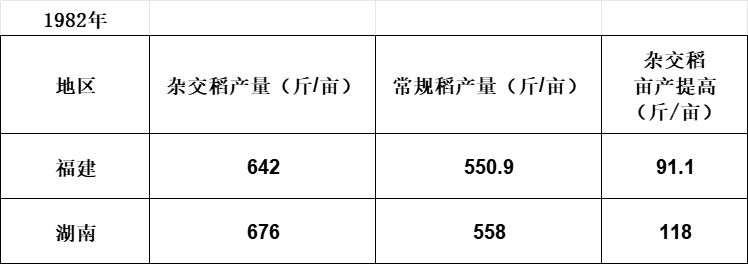 1982年
地区 杂交稻产量（斤/亩） 常规稻产量（斤/亩） 杂交稻
亩产提高
（斤/亩）
福建 642 550.9 91.1
湖南 676 558 118